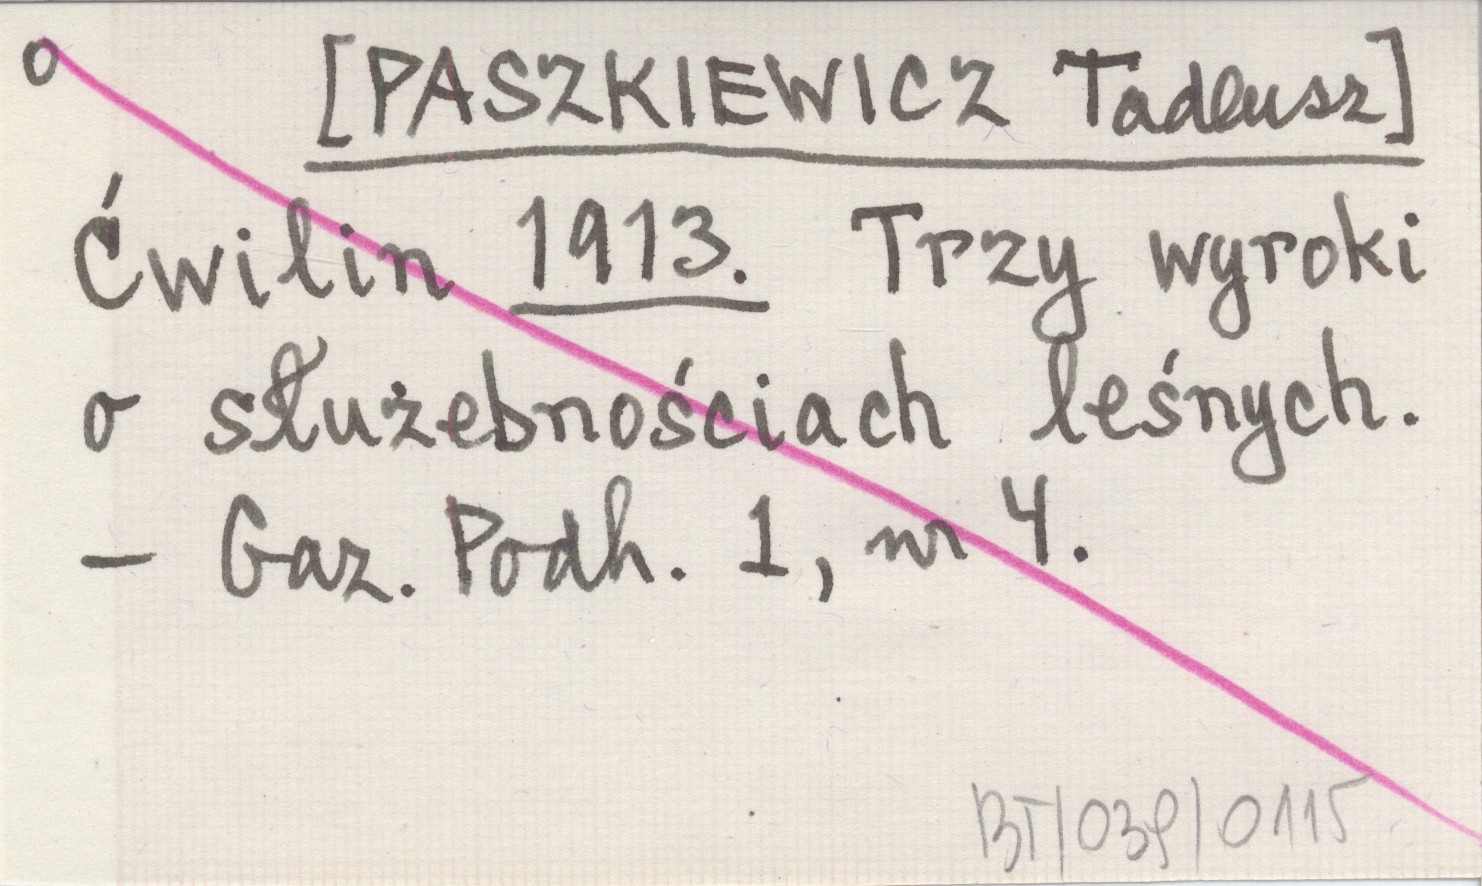 o [PASZKIEWICZ Tadeusz]
Ćwilin 1913. Trzy wyroki
o służebnościach leśnych.
– Gaz. Podh. 1, nr 4.
BT/039/0115